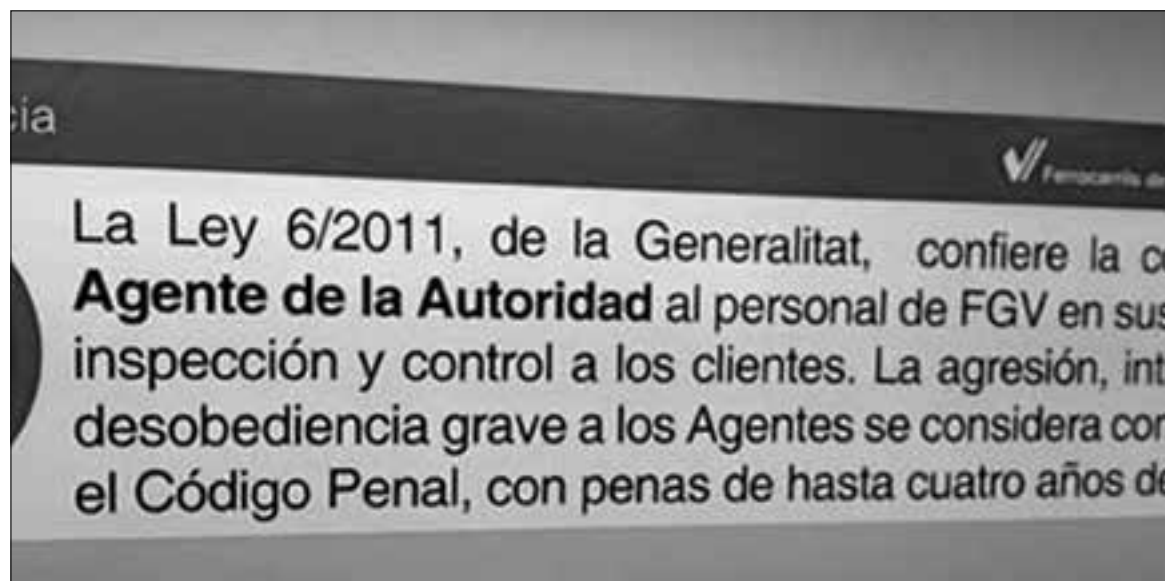 cia
Ferrocarrils de
La Ley 6/2011, de la Generalitat, confiere la c
Agente de la Autoridad al personal de FGV en sus
inspección y control a los clientes. La agresión, int
desobediencia grave a los Agentes se considera com
el Código Penal, con penas de hasta cuatro años de